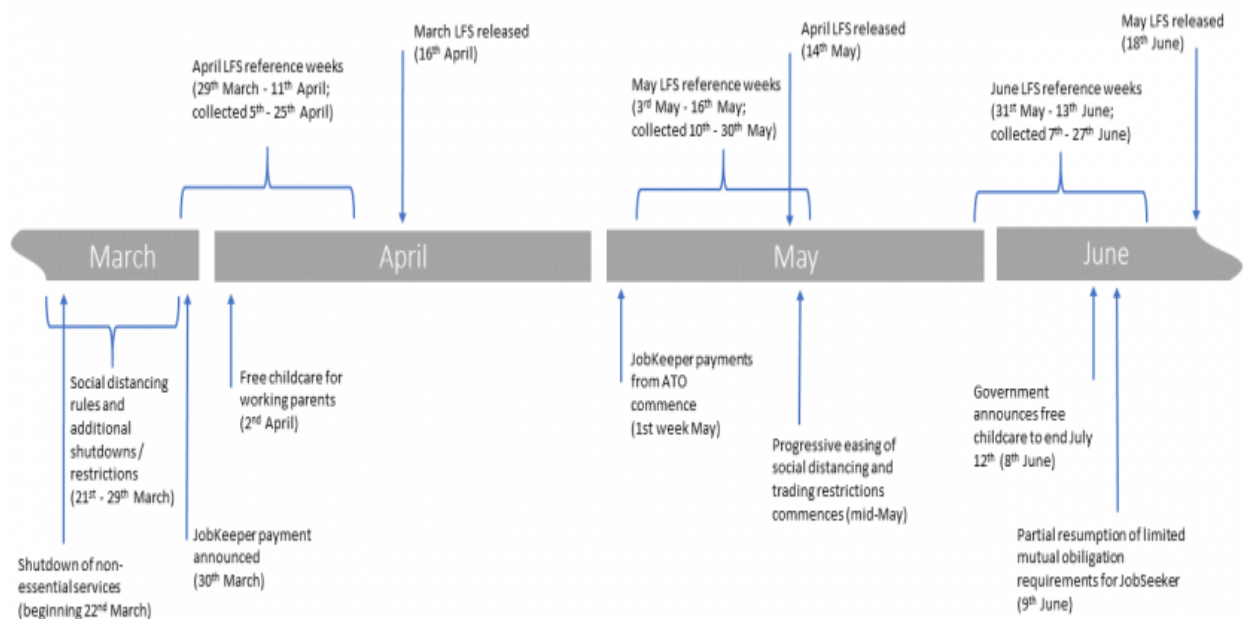 March LFS released
(16th April)
April LFS reference weeks
(29th March - 11th April;
collected 5th - 25th April)
April LFS released
(14th May)
May LFS reference weeks
(3rd May - 16th May;
collected 10th - 30th May)
May LFS released
(18th June)
June LFS reference weeks
(31st May - 13th June;
collected 7th - 27th June)
March
April
May
June
Social distancing
rules and
additional
shutdowns /
restrictions
(21st - 29th March)
Shutdown of non-
essential services
(beginning 22nd March)
JobKeeper payment
announced
(30th March)
Free childcare for
working parents
(2nd April)
JobKeeper payments
from ATO
commence
(1st week May)
Progressive easing of
social distancing and
trading restrictions
commences (mid-May)
Government
announces free
childcare to end July
12th (8th June)
Partial resumption of limited
mutual obiligation
requirements for JobSeeker
(9th June)